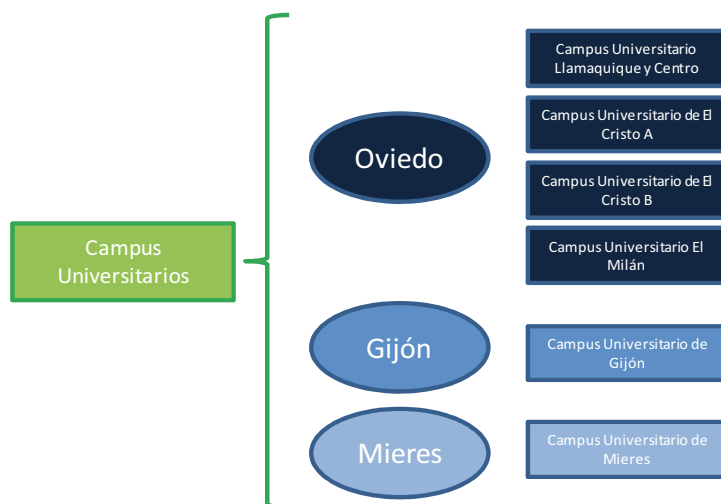 Campus
Universitarios
Oviedo
Campus Universitario
Llamaquique y Centro
Campus Universitario de El
Cristo A
Campus Universitario de El
Cristo B
Campus Universitario El
Milán
Gijón
Campus Universitario de
Gijón
Mieres
Campus Universitario de
Mieres